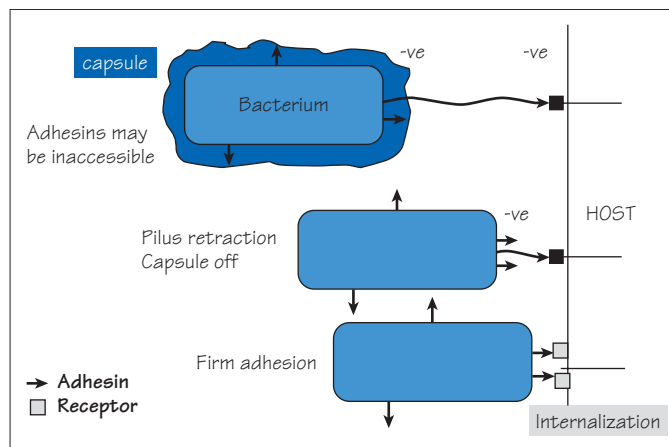 capsule
-ve
-ve
Bacterium
Adhesins may
be inaccessible
-ve
HOST
Pilus retraction
Capsule off
Firm adhesion
Adhesin
Receptor
Internalization